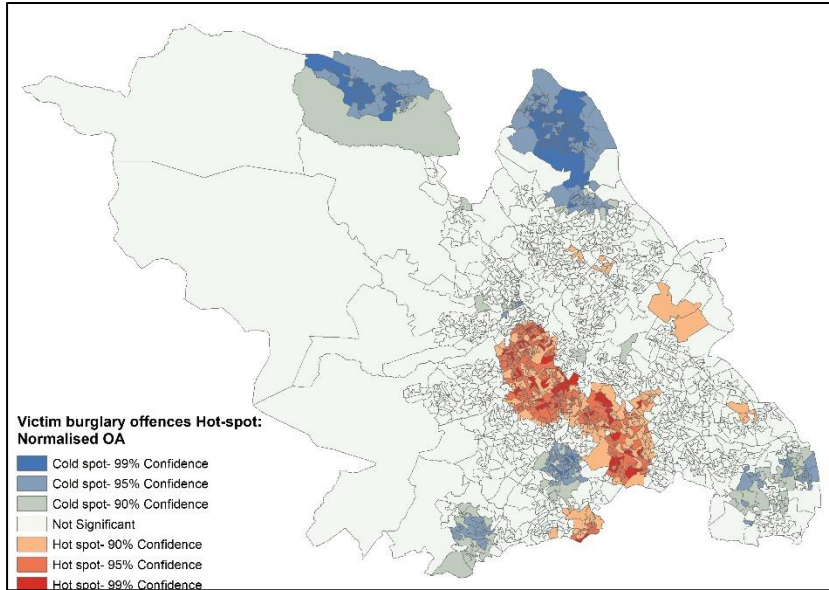 Victim burglary offences Hot-spot:
Normalised OA
Cold spot- 99% Confidence
Cold spot- 95% Confidence
Cold spot- 90% Confidence
Not Significant
Hot spot- 90% Confidence
Hot spot- 95% Confidence
Hot spot- 99% Confidence